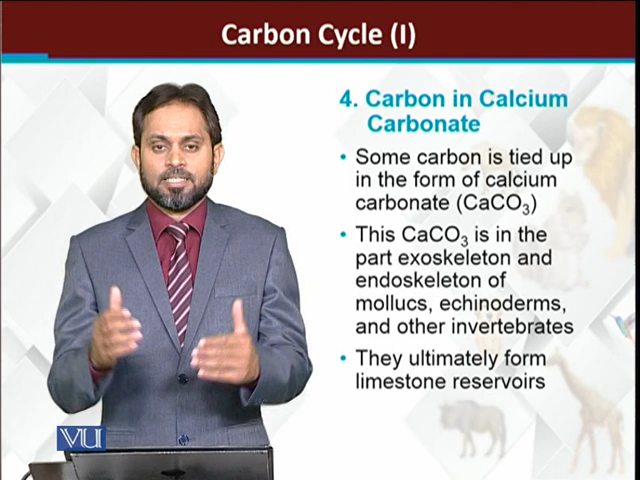 Carbon Cycle (I)
4. Carbon in Calcium
Carbonate
• Some carbon is tied up
in the form of calcium
carbonate (CaCO₃)
• This CaCO₃ is in the
part exoskeleton and
endoskeleton of
mollucs, echinoderms,
and other invertebrates
• They ultimately form
limestone reservoirs
VU